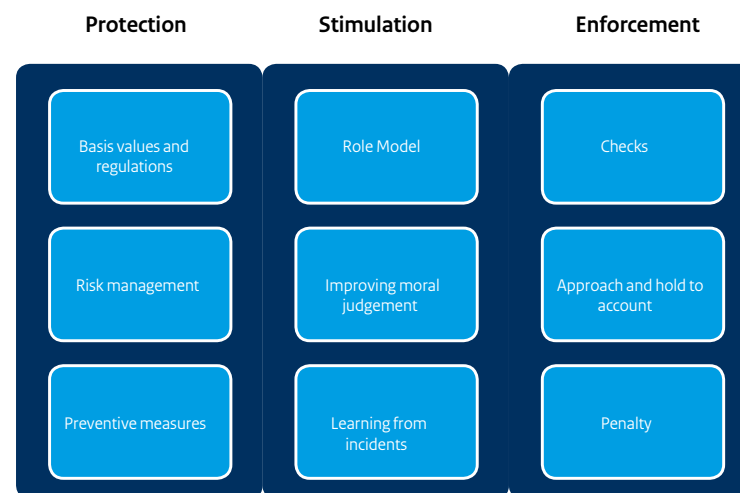 Protection
Stimulation
Enforcement
Basis values and
regulations
Role Model
Checks
Risk management
Improving moral
judgement
Approach and hold to
account
Preventive measures
Learning from
incidents
Penalty